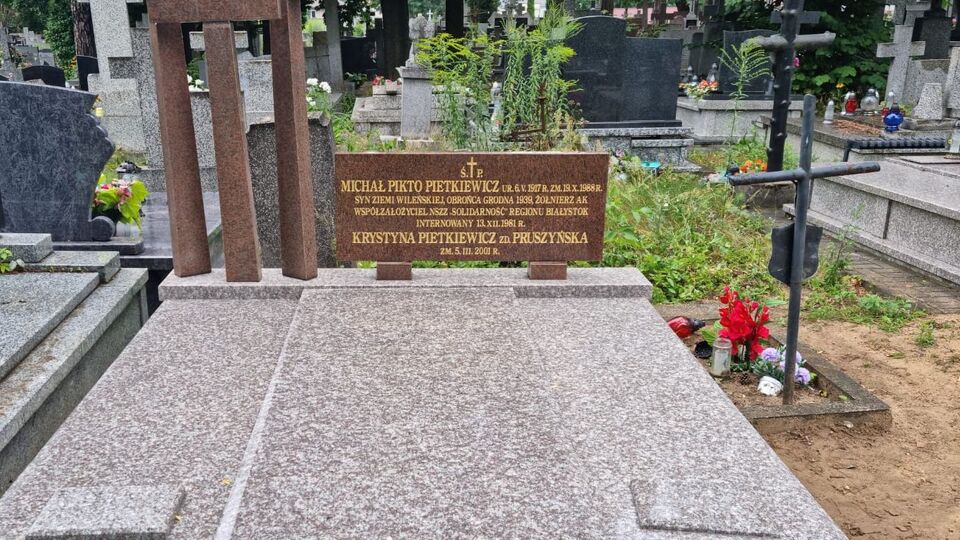 Ś.†P.
MICHAŁ PIKTO PIETKIEWICZ UR. 6.V. 1917 R. ZM. 19.X. 1988 R.
SYN ZIEMI WILEŃSKIEJ, OBROŃCA GRODNA 1939, ŻOŁNIERZ AK
WSPÓŁZAŁOŻYCIEL NSZZ „SOLIDARNOŚĆ" REGIONU BIAŁYSTOK
INTERNOWANY 13.XII.1981 R.
KRYSTYNA PIETKIEWICZ ZD. PRUSZYŃSKA
ZM. 5. III. 2001 R.